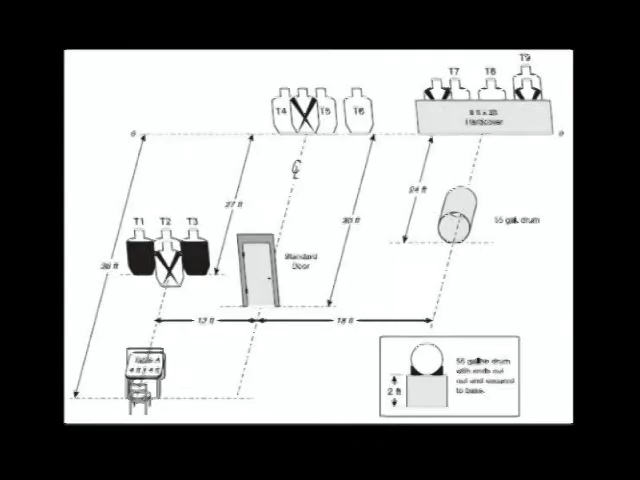 T9
T7
T8
T4
T5
T6
Hardcover
24 ft
27 ft
30 ft
55 gal. drum
T1
T2
T3
Standard
Door
36 ft
12 ft
18 ft
Table A
2 ft
55 gallon drum
with ends cut
out and secured
to base.